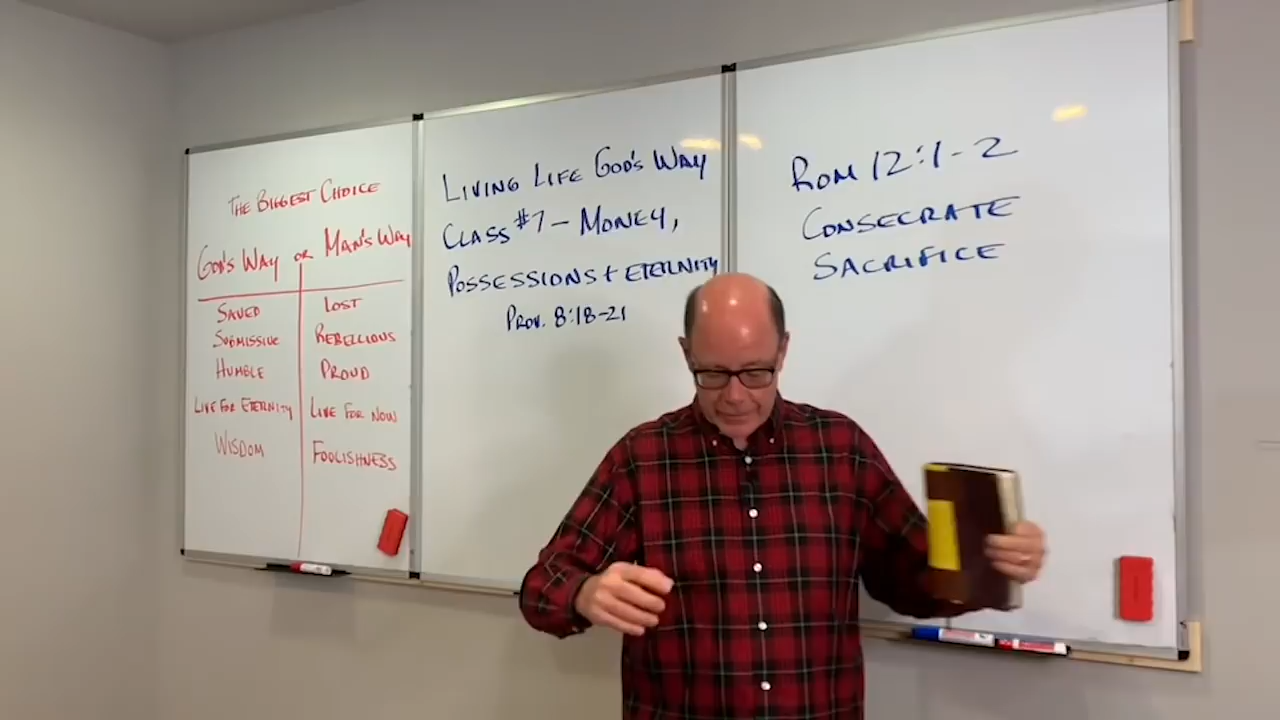 THE BIGGEST CHOICE
GOD'S WAY OR MAN'S WAY
SAVED LOST
SUBMISSIVE REBELLIOUS
HUMBLE PROUD
LIVE FOR ETERNITY LIVE FOR NOW
WISDOM FOOLISHNESS
LIVING LIFE GOD'S WAY
CLASS #7 - MONEY,
POSSESSIONS + ETERNITY
PROV. 8:18-21
ROM 12:1-2
CONSECRATE
SACRIFICE